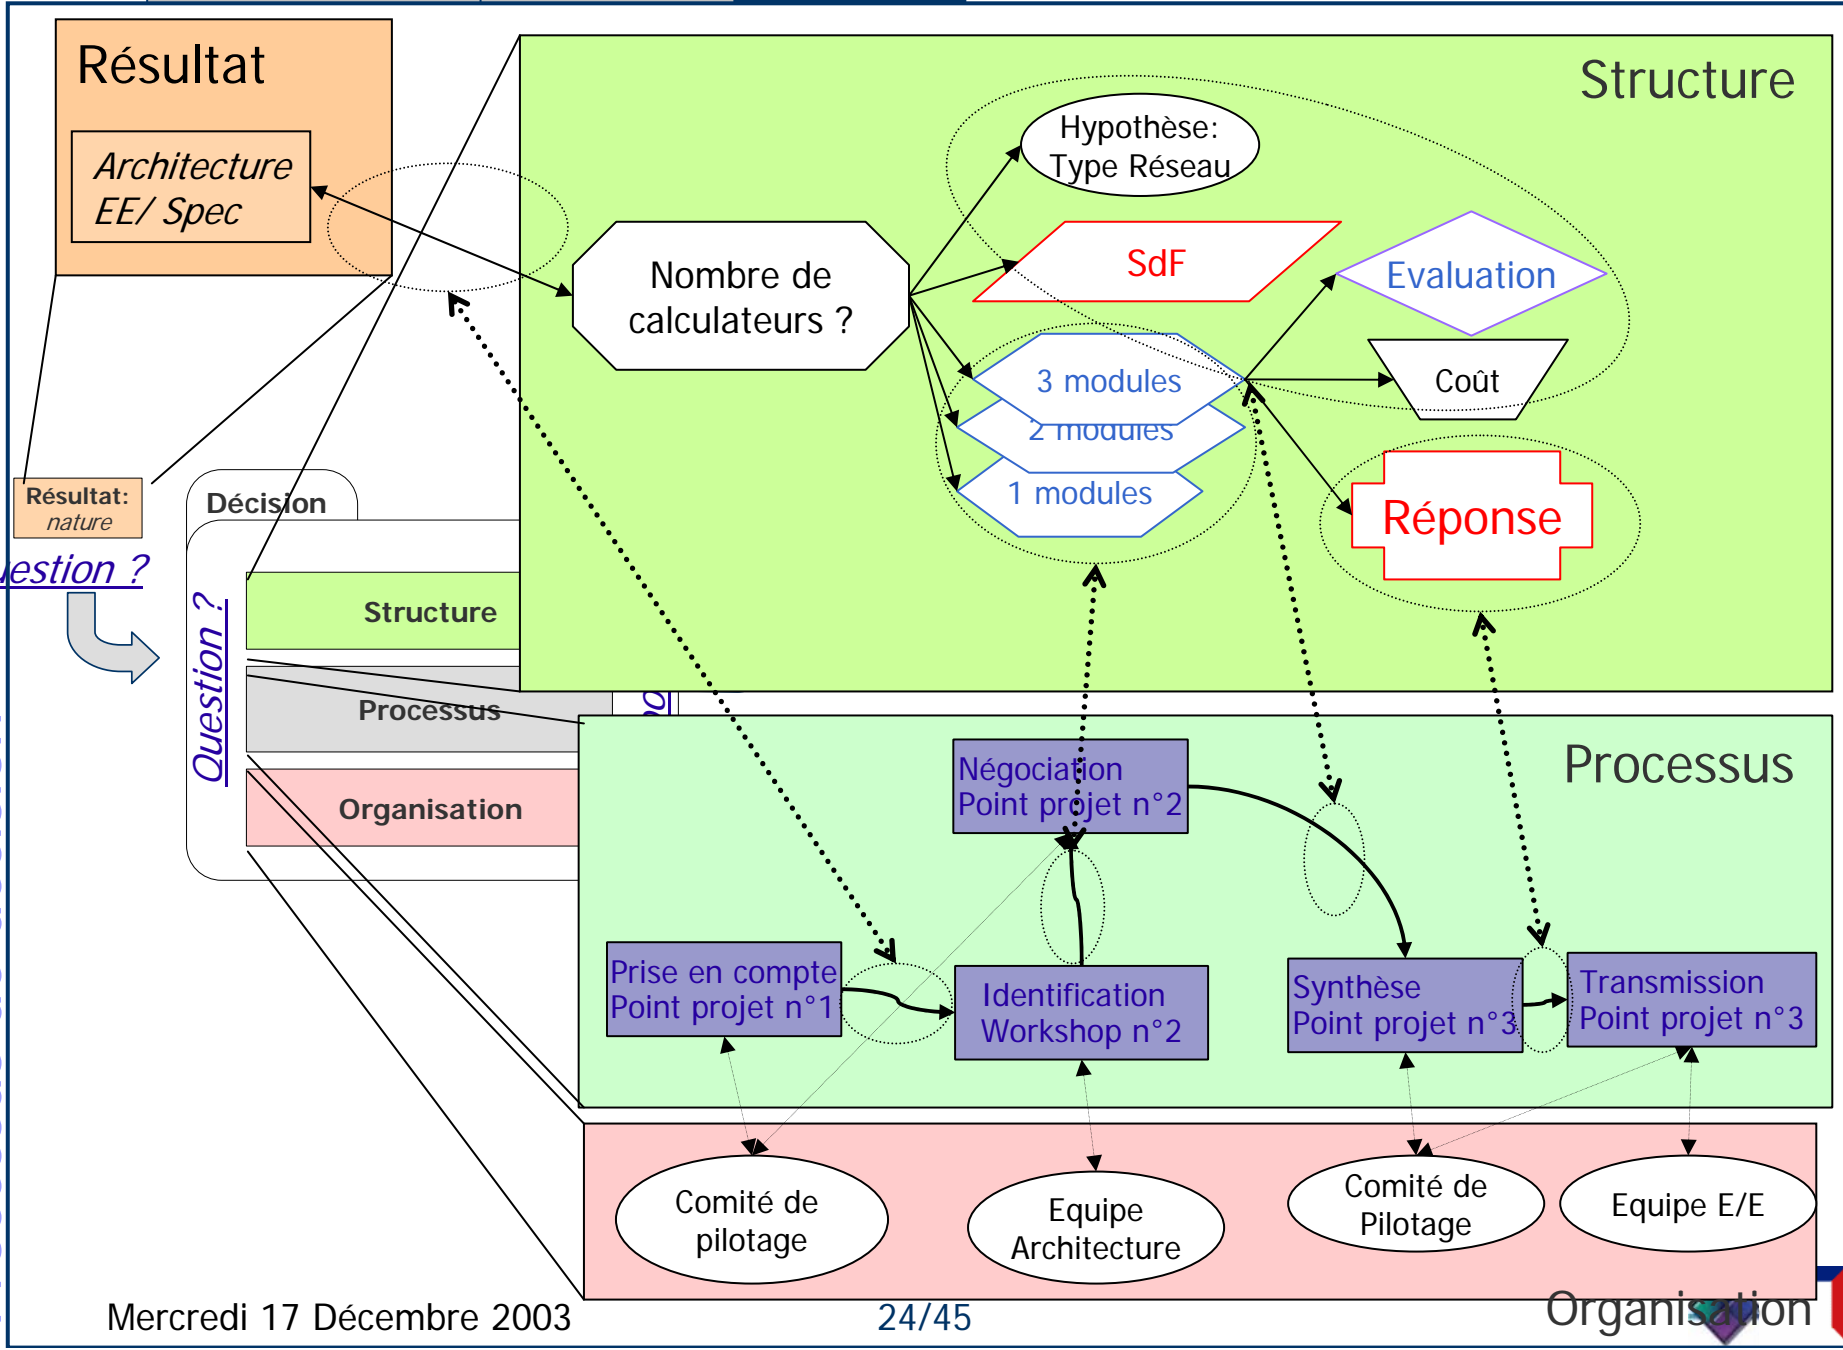 Résultat
Architecture
EE/ Spec
Structure
Hypothèse:
Type Réseau
SdF
Evaluation
Nombre de
calculateurs ?
3 modules
2 modules
1 modules
Coût
Réponse
Résultat:
nature
estion ?
Décision
Question ?
Structure
Processus
Organisation
Processus
Négociation
Point projet n°2
Prise en compte
Point projet n°1
Identification
Workshop n°2
Synthèse
Point projet n°3
Transmission
Point projet n°3
Comité de
pilotage
Equipe
Architecture
Comité de
Pilotage
Equipe E/E
Organisation
Mercredi 17 Décembre 2003
24/45